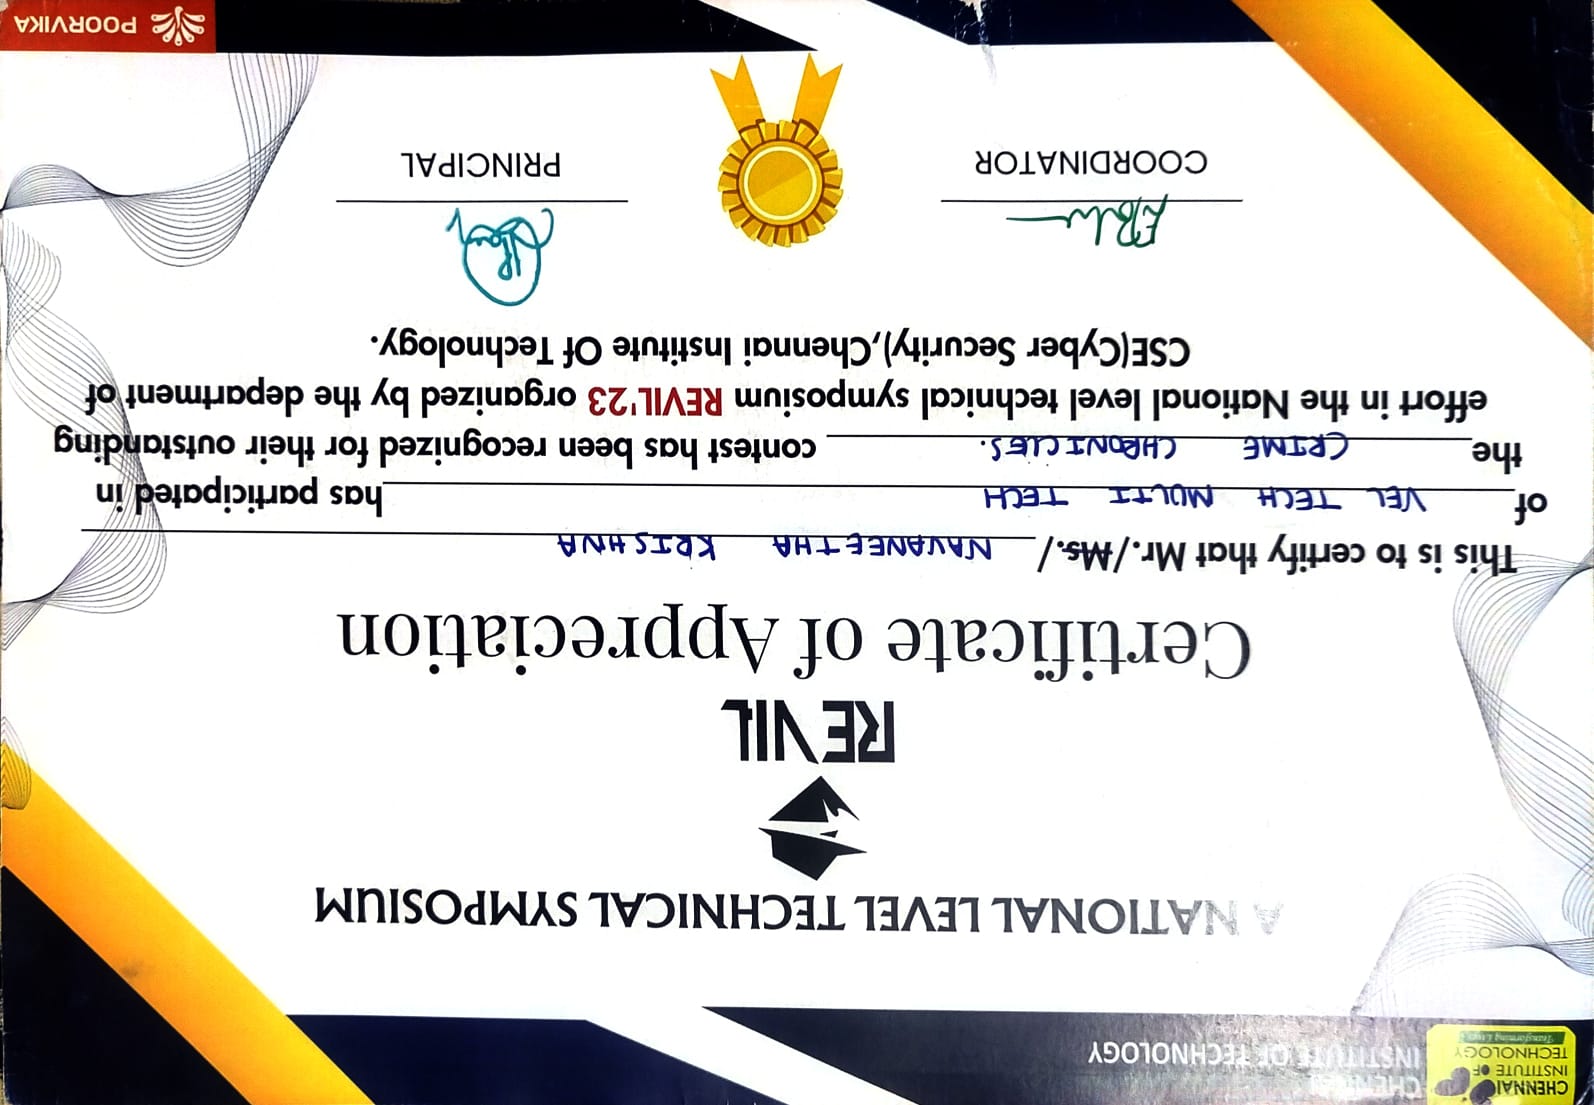 CHENNAI
INSTITUTE OF
TECHNOLOGY
Transforming Lives
CHENNAI
INSTITUTE OF TECHNOLOGY
A NATIONAL LEVEL TECHNICAL SYMPOSIUM
REVIL
Certificate of Appreciation
This is to certify that Mr./Ms./ NAVANEETHA KRISHNA
of VEL TECH MULTI TECH has participated in
the CRIME CHRONICLES. contest has been recognized for their outstanding
effort in the National level technical symposium REVIL'23 organized by the department of
CSE(Cyber Security),Chennai Institute Of Technology.
COORDINATOR
PRINCIPAL
POORVIKA